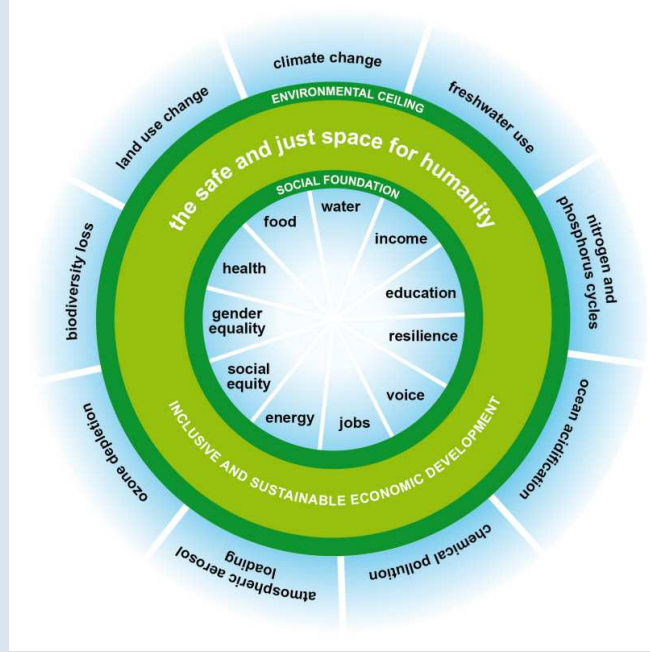 climate change
freshwater use
nitrogen and
phosphorus cycles
ocean acidification
chemical pollution
atmospheric aerosol
loading
ozone depletion
biodiversity loss
land use change
ENVIRONMENTAL CEILING
the safe and just space for humanity
SOCIAL FOUNDATION
water
income
education
resilience
voice
jobs
energy
social
equity
gender
equality
health
food
INCLUSIVE AND SUSTAINABLE ECONOMIC DEVELOPMENT